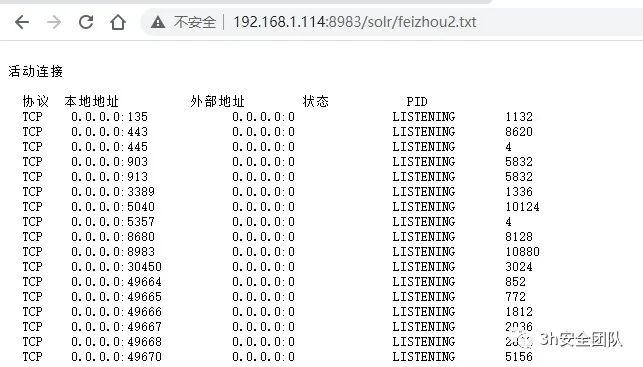 不安全 | 192.168.1.114:8983/solr/feizhou2.txt
活动连接
协议 本地地址 外部地址 状态 PID
TCP 0.0.0.0:135 0.0.0.0:0 LISTENING 1132
TCP 0.0.0.0:443 0.0.0.0:0 LISTENING 8620
TCP 0.0.0.0:445 0.0.0.0:0 LISTENING 4
TCP 0.0.0.0:903 0.0.0.0:0 LISTENING 5832
TCP 0.0.0.0:913 0.0.0.0:0 LISTENING 5832
TCP 0.0.0.0:3389 0.0.0.0:0 LISTENING 1336
TCP 0.0.0.0:5040 0.0.0.0:0 LISTENING 10124
TCP 0.0.0.0:5357 0.0.0.0:0 LISTENING 4
TCP 0.0.0.0:8680 0.0.0.0:0 LISTENING 8128
TCP 0.0.0.0:8983 0.0.0.0:0 LISTENING 10880
TCP 0.0.0.0:30450 0.0.0.0:0 LISTENING 3024
TCP 0.0.0.0:49664 0.0.0.0:0 LISTENING 852
TCP 0.0.0.0:49665 0.0.0.0:0 LISTENING 772
TCP 0.0.0.0:49666 0.0.0.0:0 LISTENING 1812
TCP 0.0.0.0:49667 0.0.0.0:0 LISTENING
TCP 0.0.0.0:49668 0.0.0.0:0 LISTENING
3h安全团队
TCP 0.0.0.0:49670 0.0.0.0:0 LISTENING 5156